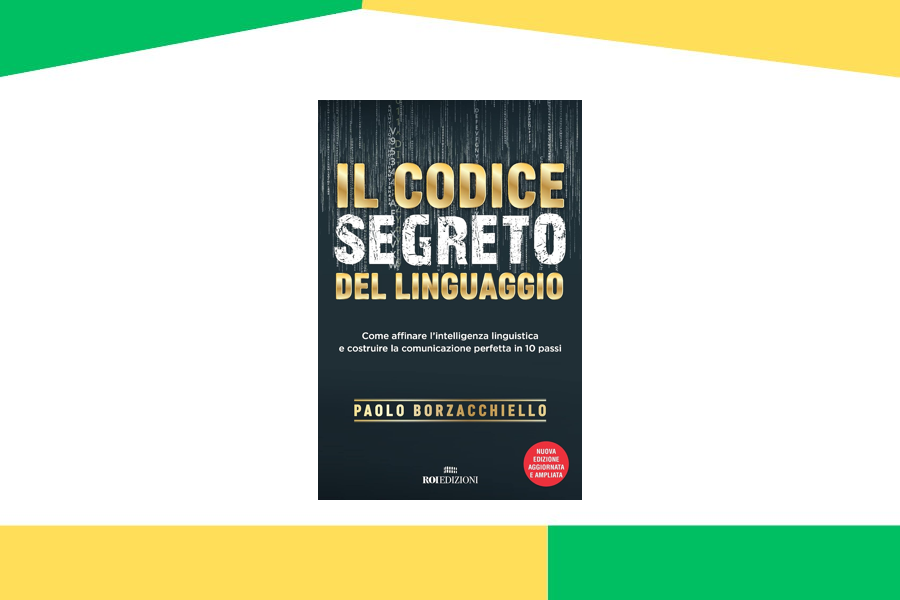 IL CODICE
SEGRETO
DEL LINGUAGGIO
Come affinare l'intelligenza linguistica
e costruire la comunicazione perfetta in 10 passi
PAOLO BORZACCHIELLO
NUOVA
EDIZIONE
AGGIORNATA
E AMPLIATA
ROI EDIZIONI